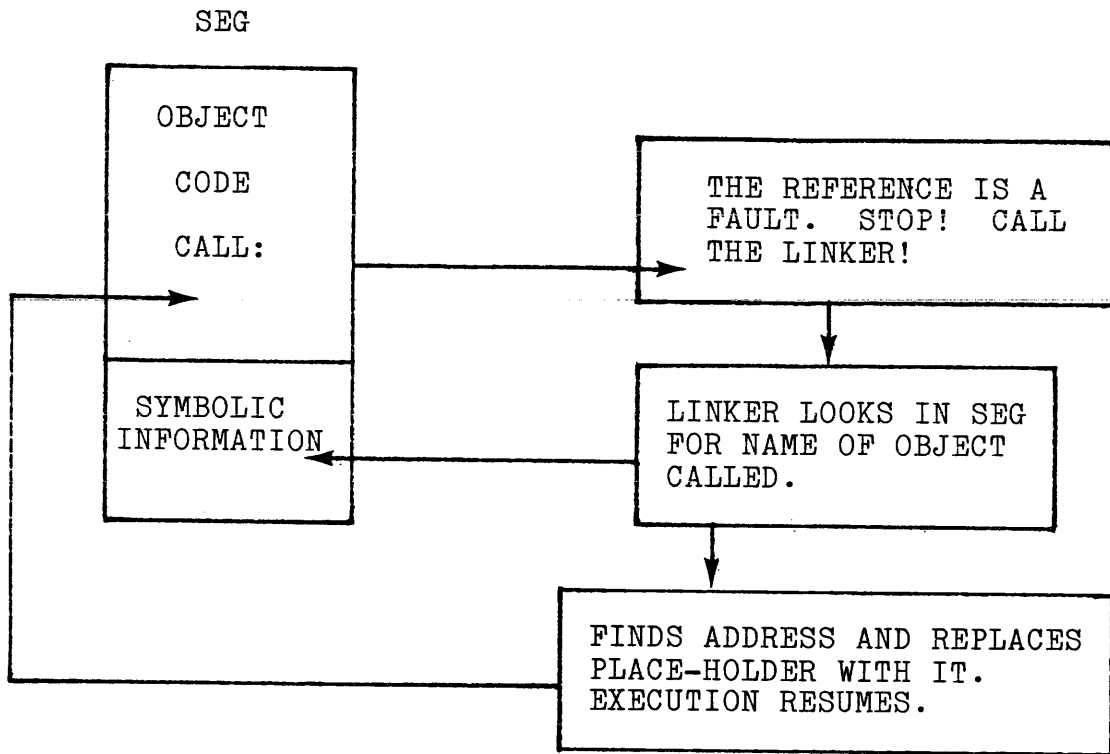 SEG
OBJECT
CODE
CALL:
SYMBOLIC
INFORMATION
THE REFERENCE IS A
FAULT. STOP! CALL
THE LINKER!
LINKER LOOKS IN SEG
FOR NAME OF OBJECT
CALLED.
FINDS ADDRESS AND REPLACES
PLACE-HOLDER WITH IT.
EXECUTION RESUMES.